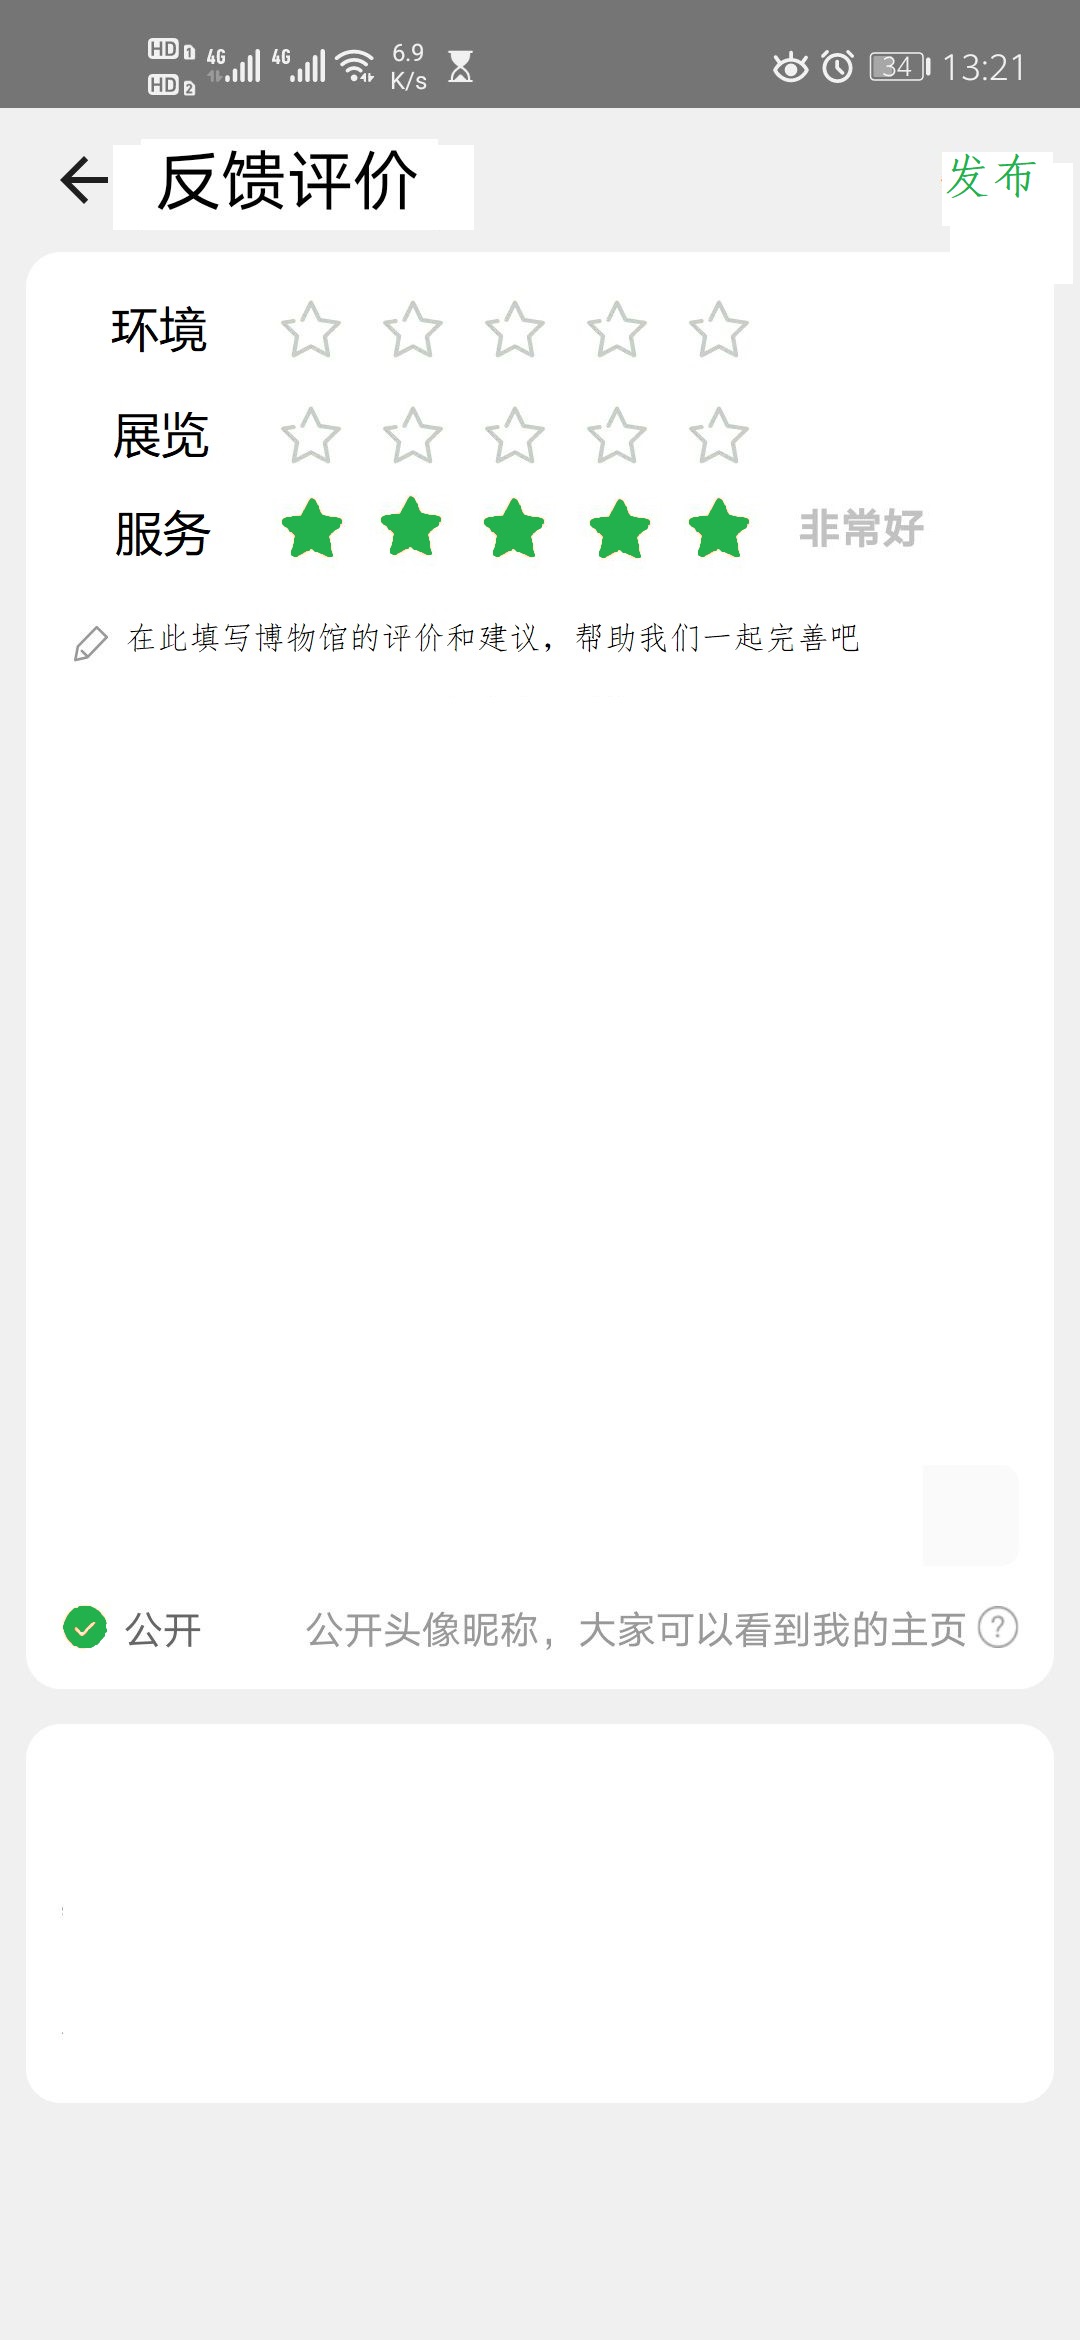 HD 1 4G 4G 6.9 34 13:21
HD 2 K/s
反馈评价 发布
环境
展览
服务 非常好
在此填写博物馆的评价和建议，帮助我们一起完善吧
公开 公开头像昵称，大家可以看到我的主页 ?